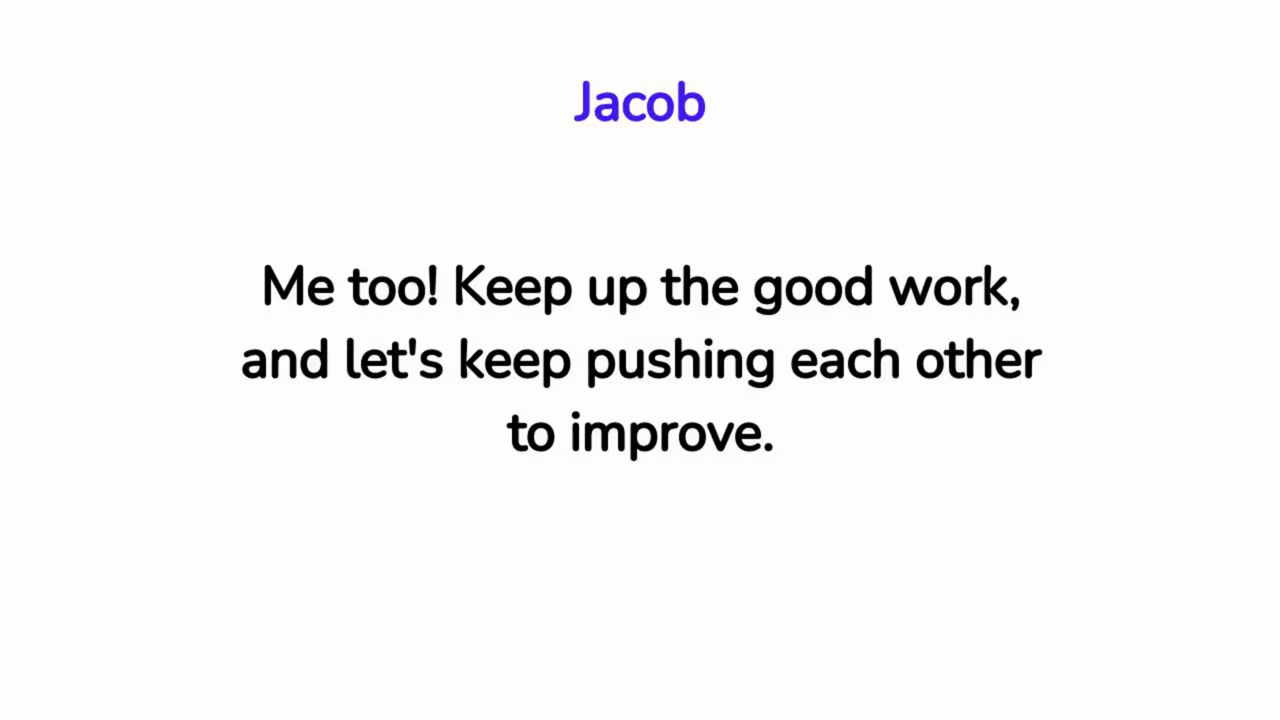 Jacob
Me too! Keep up the good work,
and let's keep pushing each other
to improve.